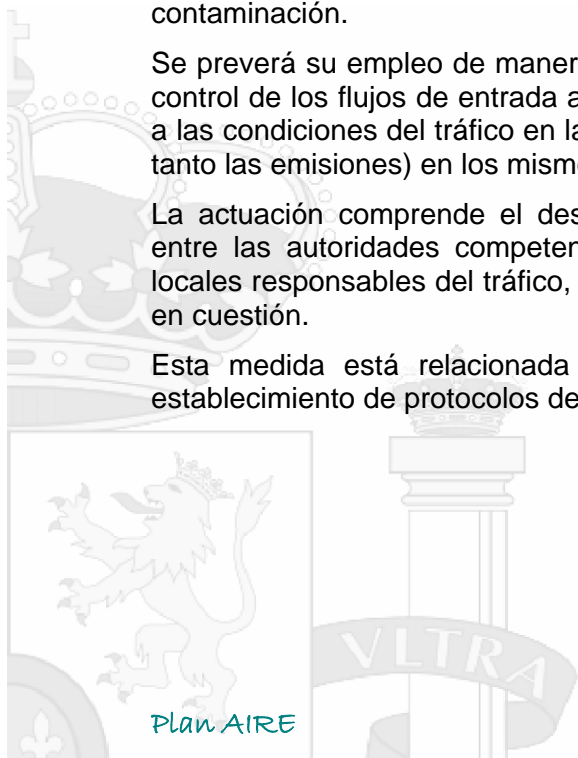 contaminación.
Se preverá su empleo de maner
control de los flujos de entrada a
a las condiciones del tráfico en la
tanto las emisiones) en los mism
La actuación comprende el des
entre las autoridades competen
locales responsables del tráfico,
en cuestión.
Esta medida está relacionada
establecimiento de protocolos de
VLTRA
Plan AIRE